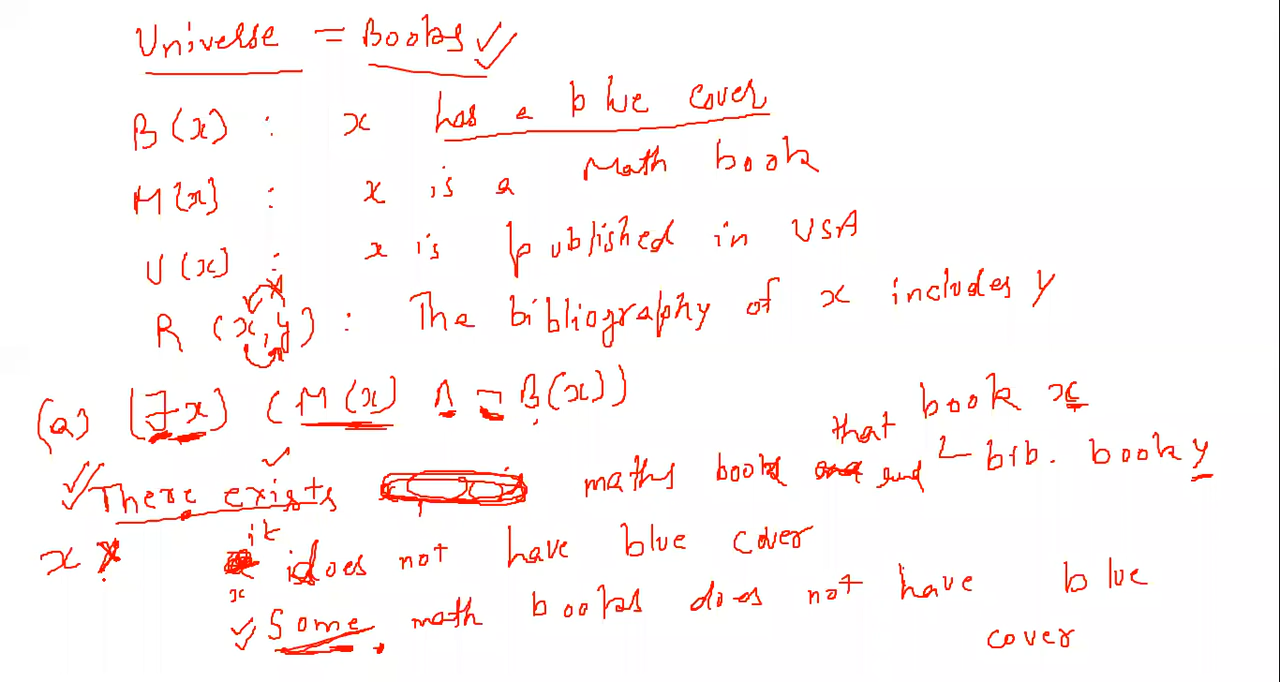 Universe = Books
B(x) : x has a blue cover
M(x) : x is a Math book
U(x) : x is published in USA
R (x,y) : The bibliography of x includes y
(a) (∃x) (M(x) ∧ ¬B(x))
There exists maths book such that book x
bib. book y
x it does not have blue cover
x
Some math books does not have blue
cover